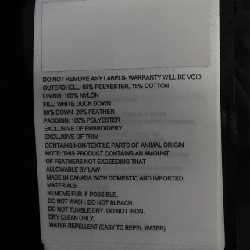 DO NOT REMOVE ANY LABELS- WARRANTY WILL BE VOID
OUTERSHELL: 85% POLYESTER, 15% COTTON
LINING: 100% NYLON
FILL: WHITE DUCK DOWN
80% DOWN 20% FEATHER
PADDING: 100% POLYESTER
EXCLUSIVE OF EMBROIDERY
EXCLUSIVE OF TRIM
CONTAINS NON-TEXTILE PARTS OF ANIMAL ORIGIN
NOTE: THIS PRODUCT CONTAINS AN AMOUNT
OF FEATHERS NOT EXCEEDING THAT
ALLOWABLE BY LAW
MADE IN CANADA WITH DOMESTIC AND IMPORTED
MATERIALS
REMOVE FUR IF POSSIBLE.
DO NOT WASH. DO NOT BLEACH.
DO NOT TUMBLE DRY. DO NOT IRON.
DRY CLEAN ONLY.
WATER REPELLENT (EASY TO REPEL WATER)